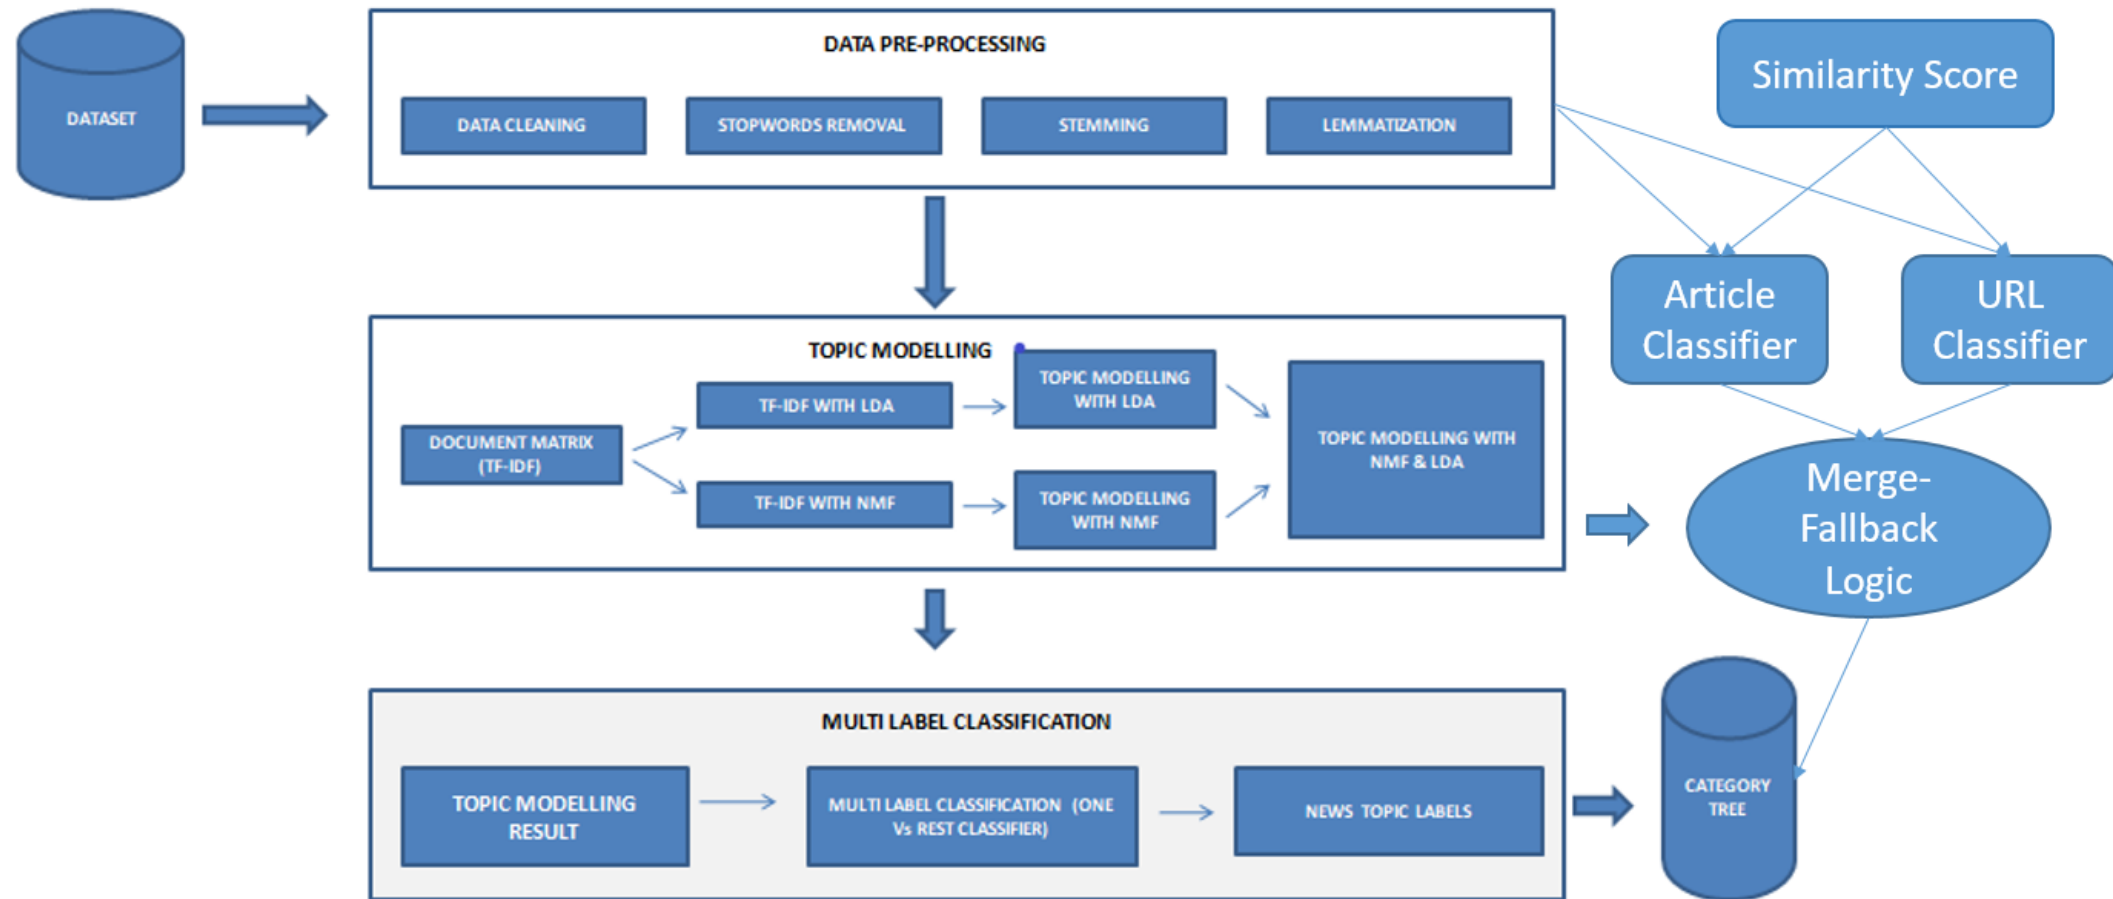 DATASET
DATA PRE-PROCESSING
DATA CLEANING
STOPWORDS REMOVAL
STEMMING
LEMMATIZATION
Similarity Score
Article
Classifier
URL
Classifier
TOPIC MODELLING
DOCUMENT MATRIX
(TF-IDF)
TF-IDF WITH LDA
TF-IDF WITH NMF
TOPIC MODELLING
WITH LDA
TOPIC MODELLING
WITH NMF
TOPIC MODELLING WITH
NMF & LDA
Merge-
Fallback
Logic
MULTI LABEL CLASSIFICATION
TOPIC MODELLING
RESULT
MULTI LABEL CLASSIFICATION (ONE
Vs REST CLASSIFIER)
NEWS TOPIC LABELS
CATEGORY
TREE